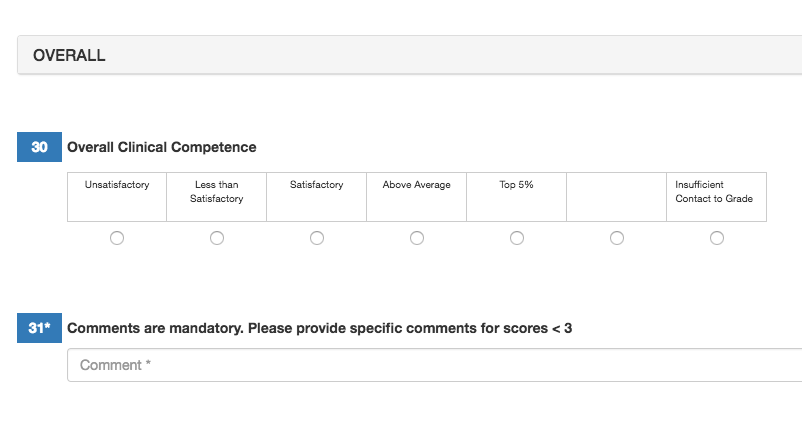 OVERALL
30 Overall Clinical Competence
Unsatisfactory Less than Satisfactory Satisfactory Above Average Top 5% Insufficient Contact to Grade
31* Comments are mandatory. Please provide specific comments for scores < 3
Comment *